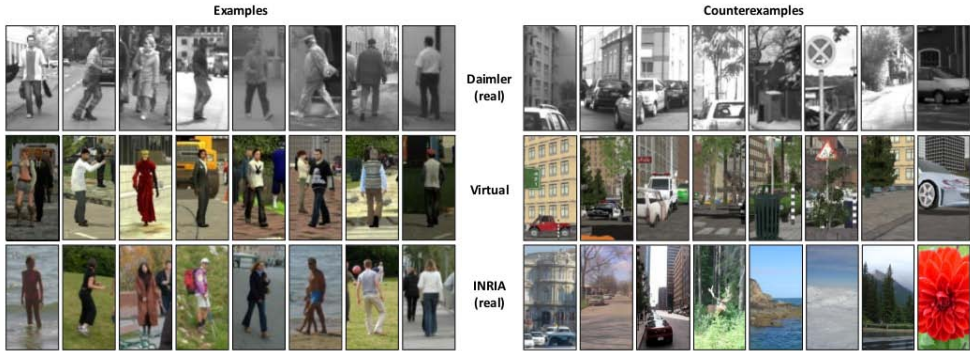 Examples
Counterexamples
Daimler
(real)
Virtual
INRIA
(real)